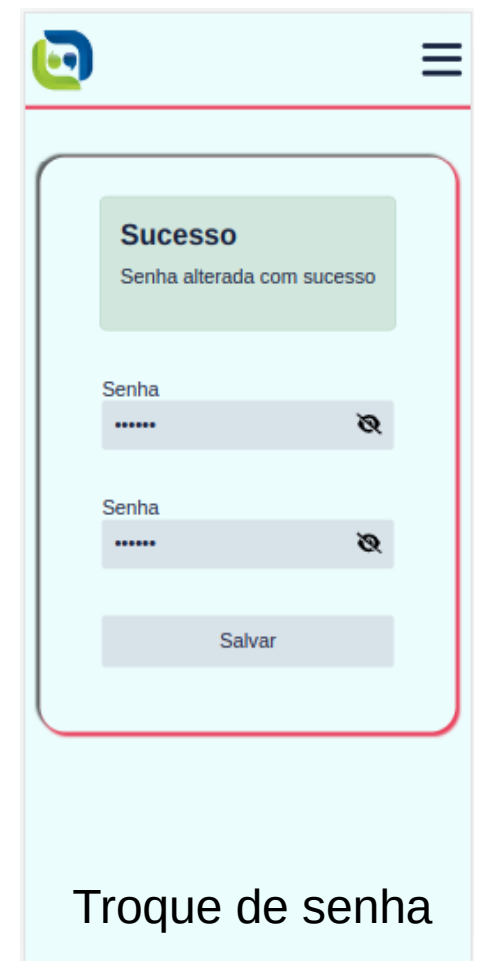 Sucesso
Senha alterada com sucesso
Senha
••••••
Senha
••••••
Salvar
Troque de senha